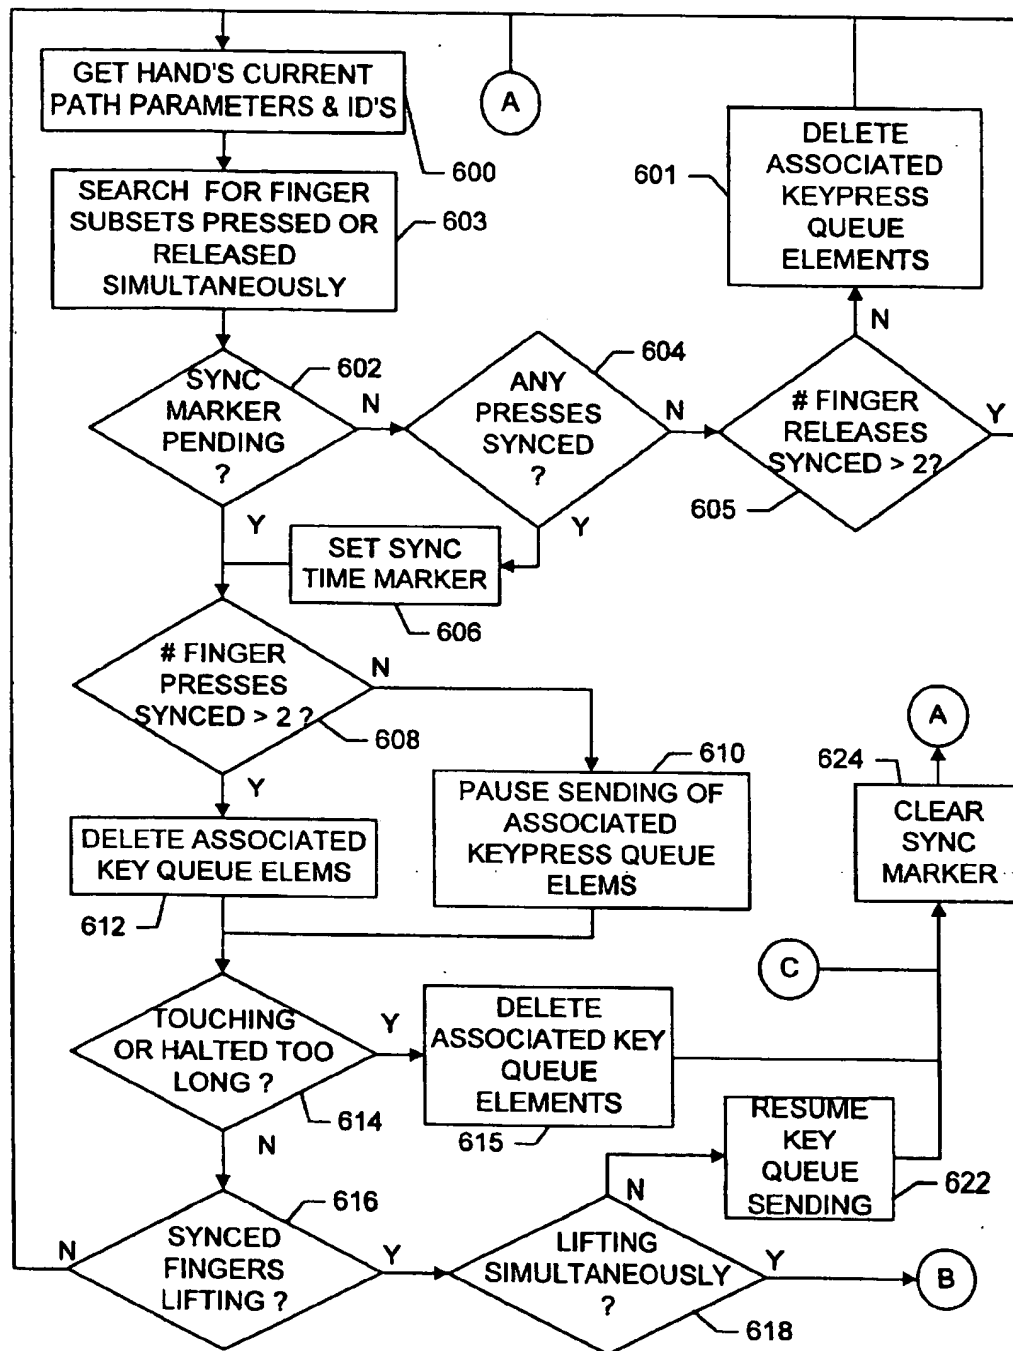 GET HAND'S CURRENT
PATH PARAMETERS & ID'S
600
A
DELETE
ASSOCIATED
KEYPRESS
QUEUE
ELEMENTS
601
SEARCH FOR FINGER
SUBSETS PRESSED OR
RELEASED
SIMULTANEOUSLY
603
SYNC
MARKER
PENDING
?
602
N
Y
ANY
PRESSES
SYNCED
?
604
N
Y
# FINGER
RELEASES
SYNCED > 2?
605
N
Y
SET SYNC
TIME MARKER
606
# FINGER
PRESSES
SYNCED > 2 ?
608
N
Y
PAUSE SENDING OF
ASSOCIATED
KEYPRESS QUEUE
ELEMS
610
DELETE ASSOCIATED
KEY QUEUE ELEMS
612
A
624
CLEAR
SYNC
MARKER
C
TOUCHING
OR HALTED TOO
LONG ?
614
Y
N
DELETE
ASSOCIATED KEY
QUEUE
ELEMENTS
615
RESUME
KEY
QUEUE
SENDING
622
SYNCED
FINGERS
LIFTING ?
616
N
Y
LIFTING
SIMULTANEOUSLY
?
618
N
Y
B